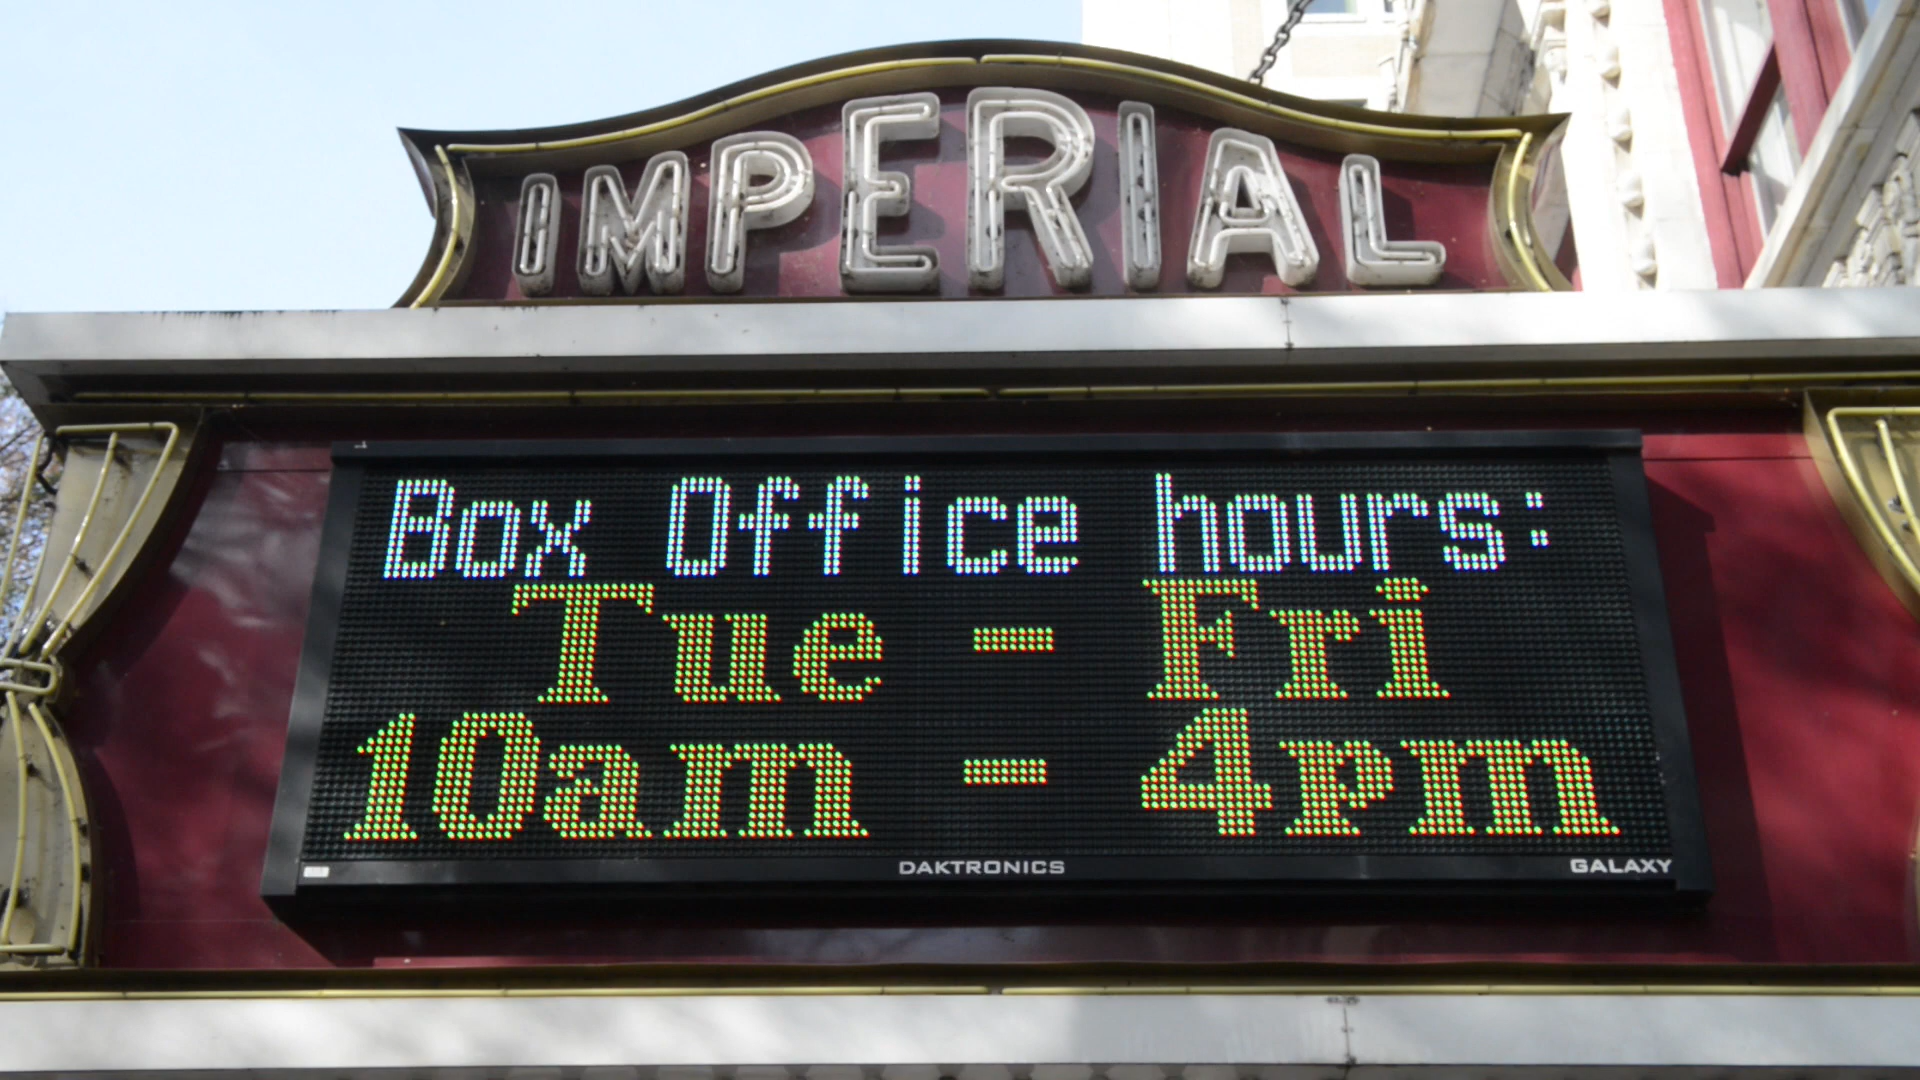 IMPERIAL
Box Office hours:
Tue - Fri
10am - 4pm
DAKTRONICS GALAXY